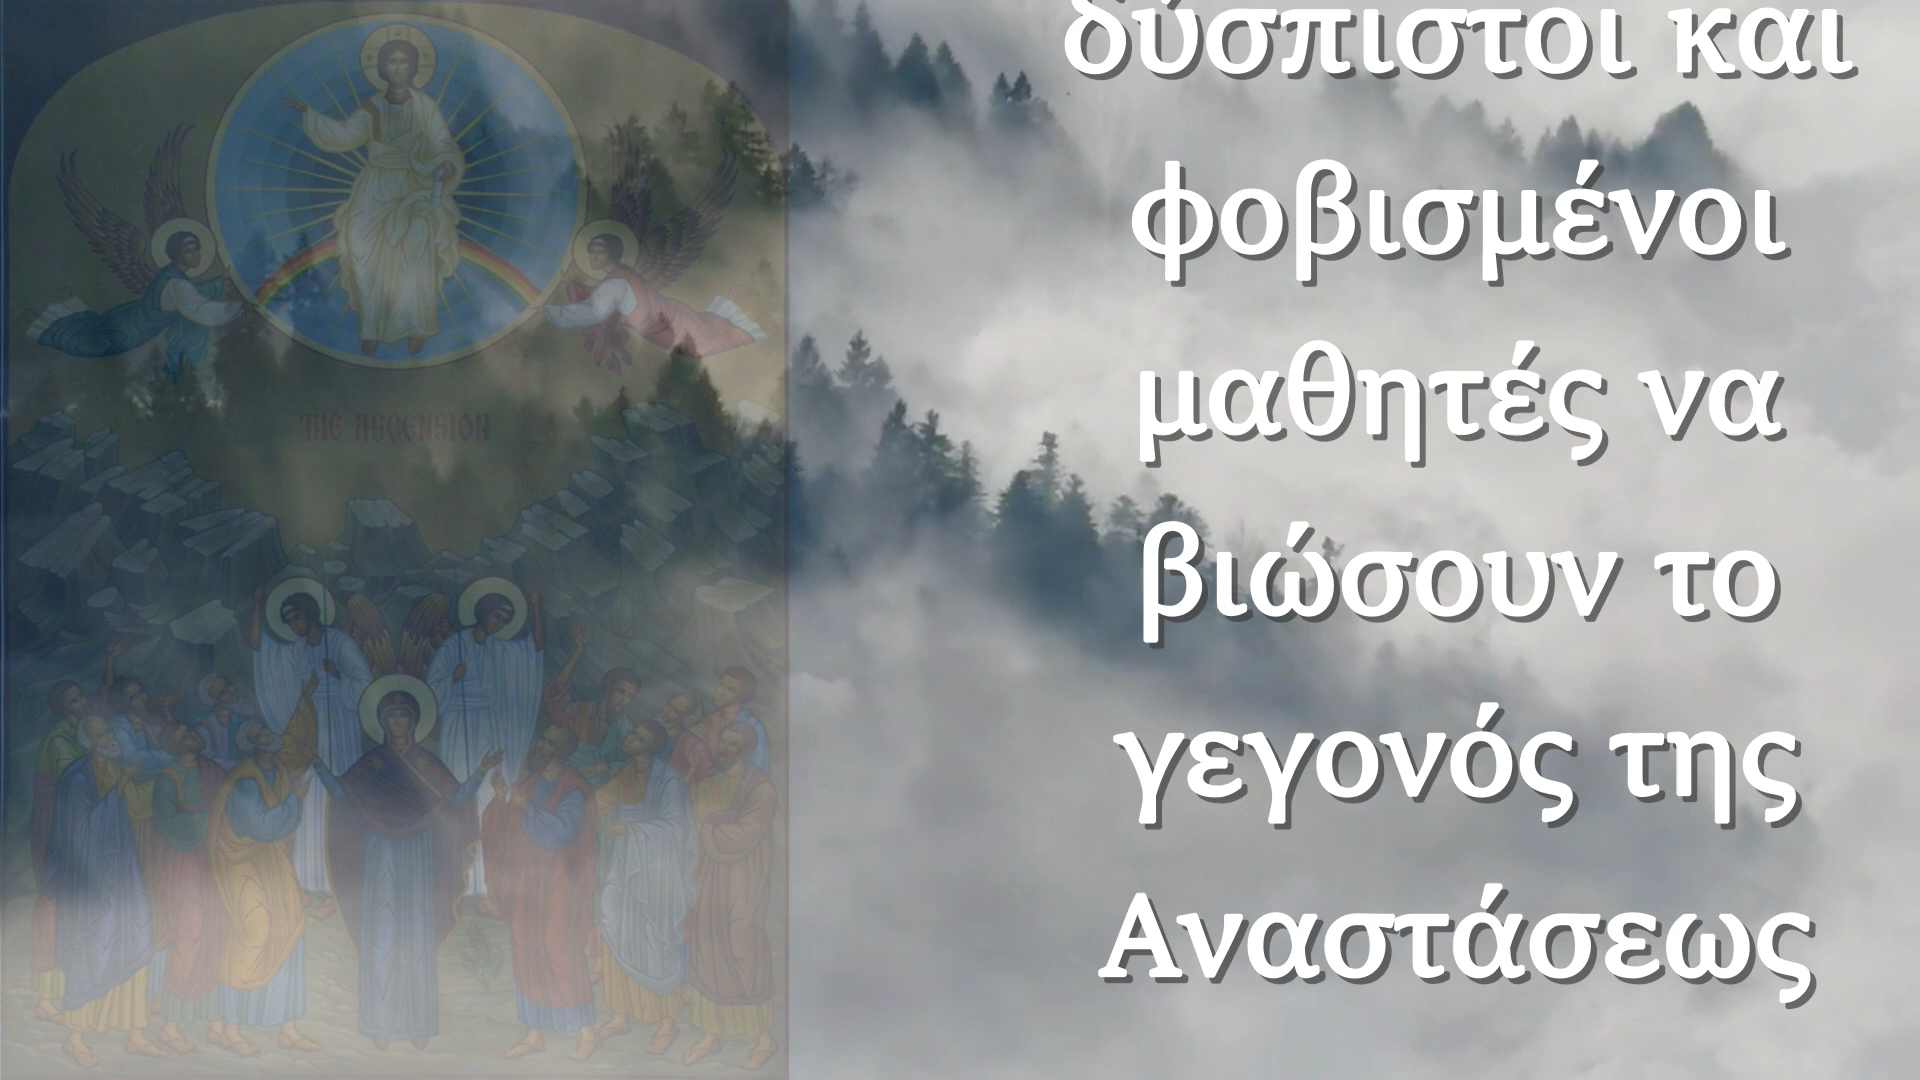 δύσπιστοι και
φοβισμένοι
μαθητές να
βιώσουν το
γεγονός της
Αναστάσεως
THE ASCENSION